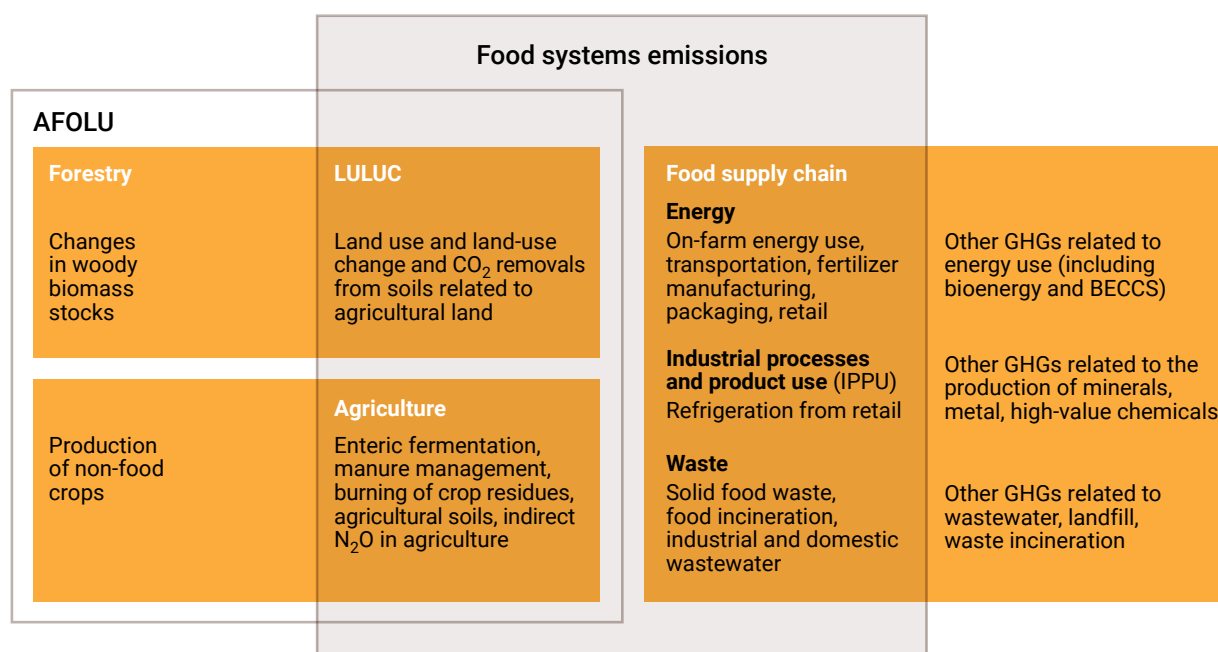 Food systems emissions
AFOLU
Forestry
Changes
in woody
biomass
stocks
LULUC
Land use and land-use
change and CO₂ removals
from soils related to
agricultural land
Production
of non-food
crops
Agriculture
Enteric fermentation,
manure management,
burning of crop residues,
agricultural soils, indirect
N₂O in agriculture
Food supply chain
Energy
On-farm energy use,
transportation, fertilizer
manufacturing,
packaging, retail
Other GHGs related to
energy use (including
bioenergy and BECCS)
Industrial processes
and product use (IPPU)
Refrigeration from retail
Other GHGs related to the
production of minerals,
metal, high-value chemicals
Waste
Solid food waste,
food incineration,
industrial and domestic
wastewater
Other GHGs related to
wastewater, landfill,
waste incineration